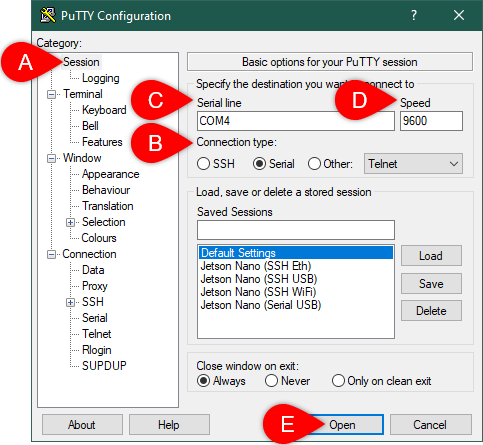 PuTTY Configuration
?
Category:
A
Session
Logging
Terminal
Keyboard
Bell
Features
Window
Appearance
Behaviour
Translation
Selection
Colours
Connection
Data
Proxy
SSH
Serial
Telnet
Rlogin
SUPDUP
Basic options for your PuTTY session
Specify the destination you want to connect to
C
Serial line
D
Speed
COM4
9600
B
Connection type:
SSH
Serial
Other:
Telnet
Load, save or delete a stored session
Saved Sessions
Default Settings
Jetson Nano (SSH Eth)
Jetson Nano (SSH USB)
Jetson Nano (SSH WiFi)
Jetson Nano (Serial USB)
Load
Save
Delete
Close window on exit:
Always
Never
Only on clean exit
About
Help
E
Open
Cancel